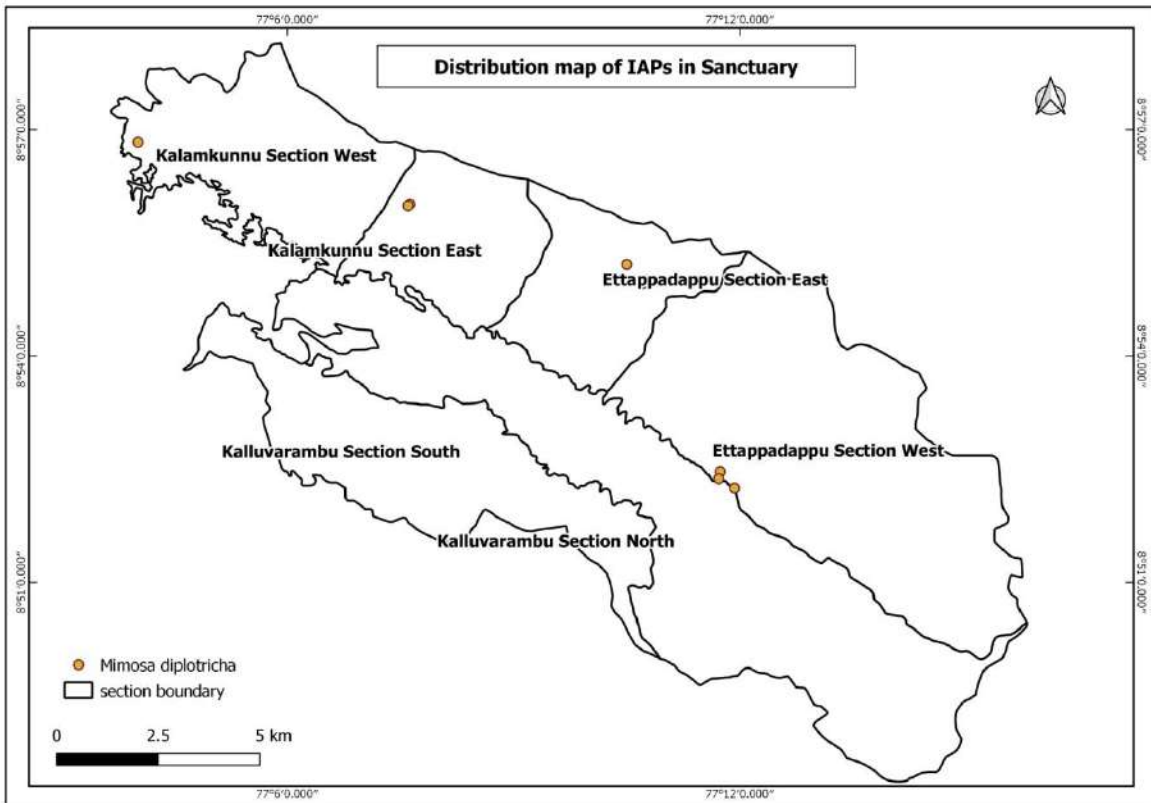 77°6'0.000"
77°12'0.000"
Distribution map of IAPs in Sanctuary
8°57'0.000"
8°57'0.000"
Kalamkunnu Section West
Kalamkunnu Section East
Ettappadappu Section East
8°54'0.000"
8°54'0.000"
Kalluvarambu Section South
Ettappadappu Section West
Kalluvarambu Section North
8°51'0.000"
8°51'0.000"
Mimosa diplotricha
section boundary
0 2.5 5 km
77°6'0.000"
77°12'0.000"